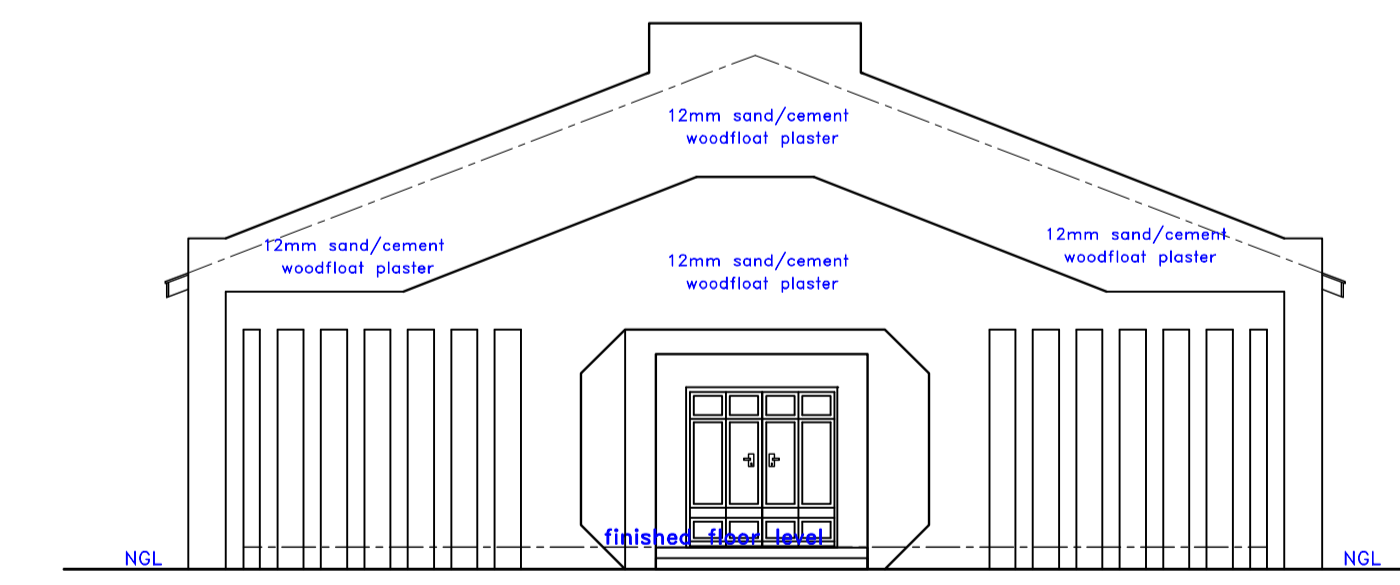 12mm sand/cement
woodfloat plaster
12mm sand/cement
woodfloat plaster
12mm sand/cement
woodfloat plaster
12mm sand/cement
woodfloat plaster
finished floor level
NGL
NGL